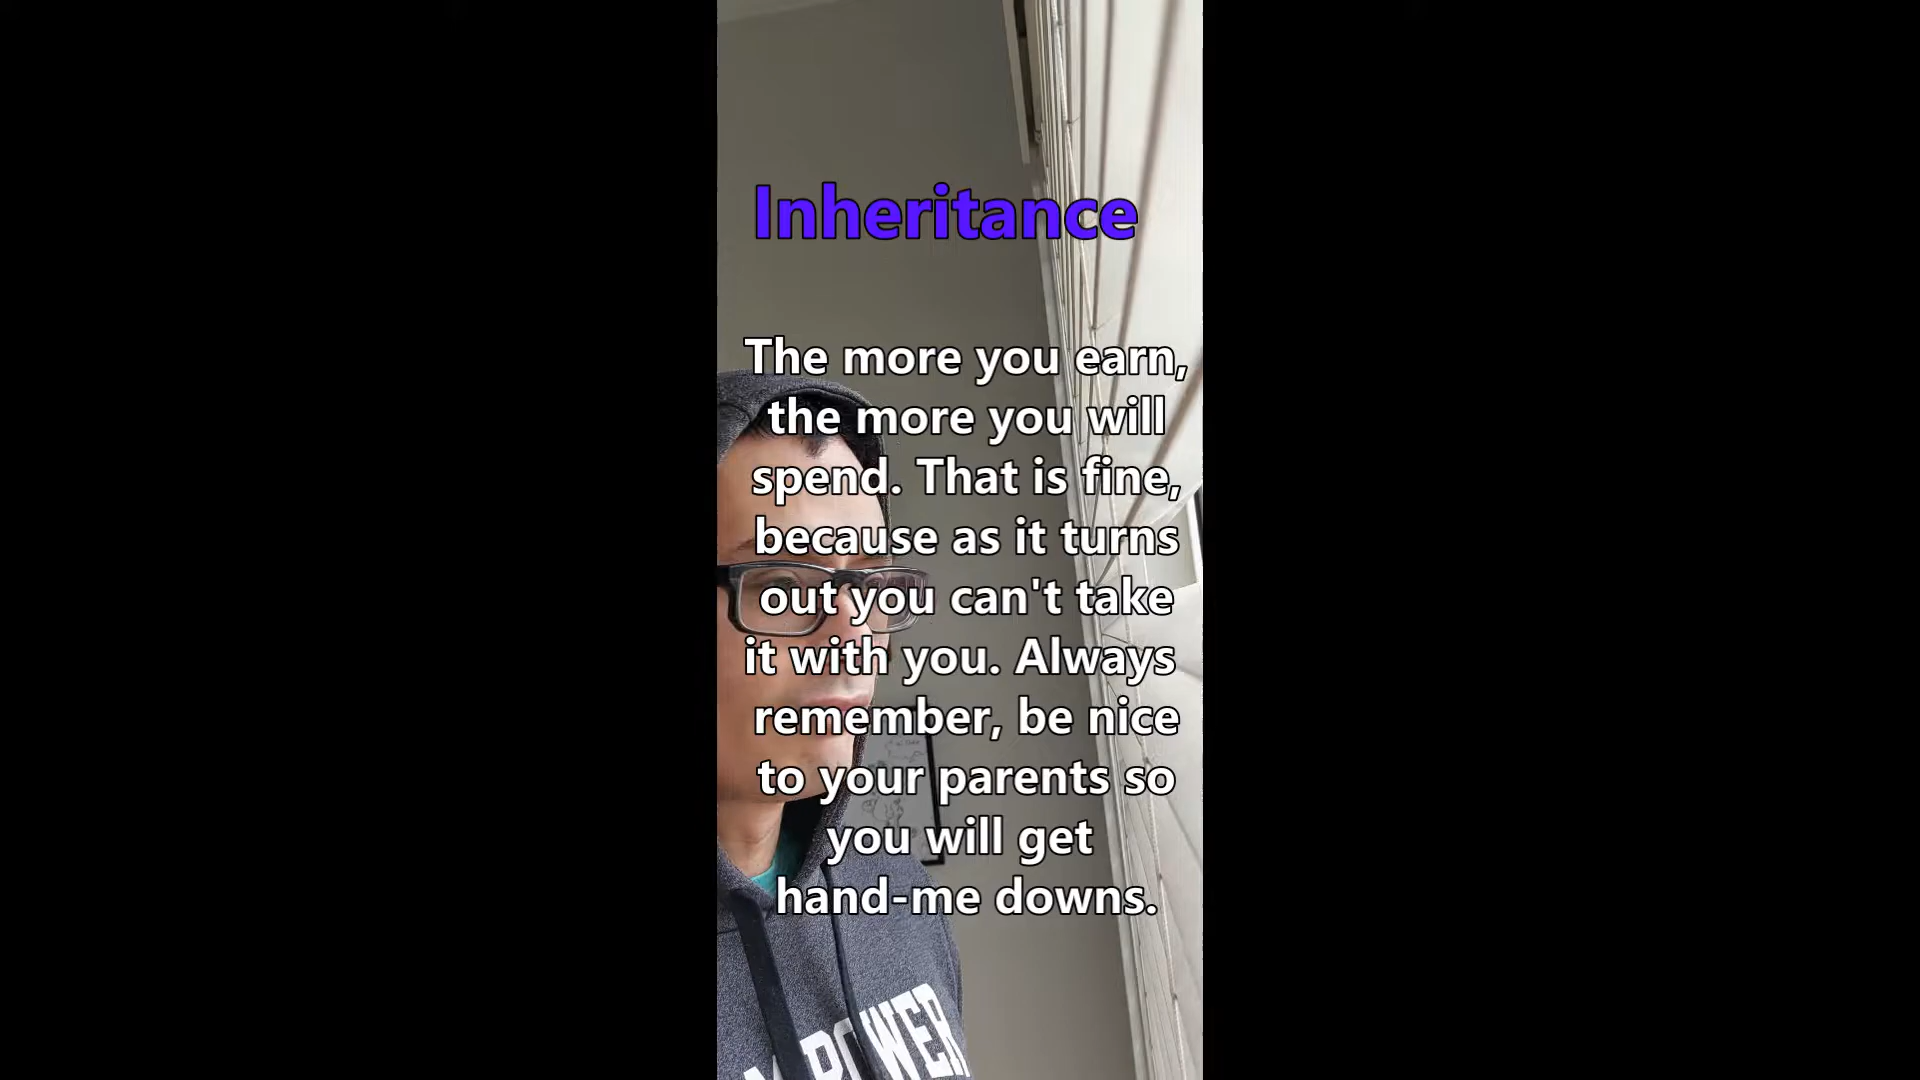 Inheritance
The more you earn,
the more you will
spend. That is fine,
because as it turns
out you can't take
it with you. Always
remember, be nice
to your parents so
you will get
hand-me downs.
POWER